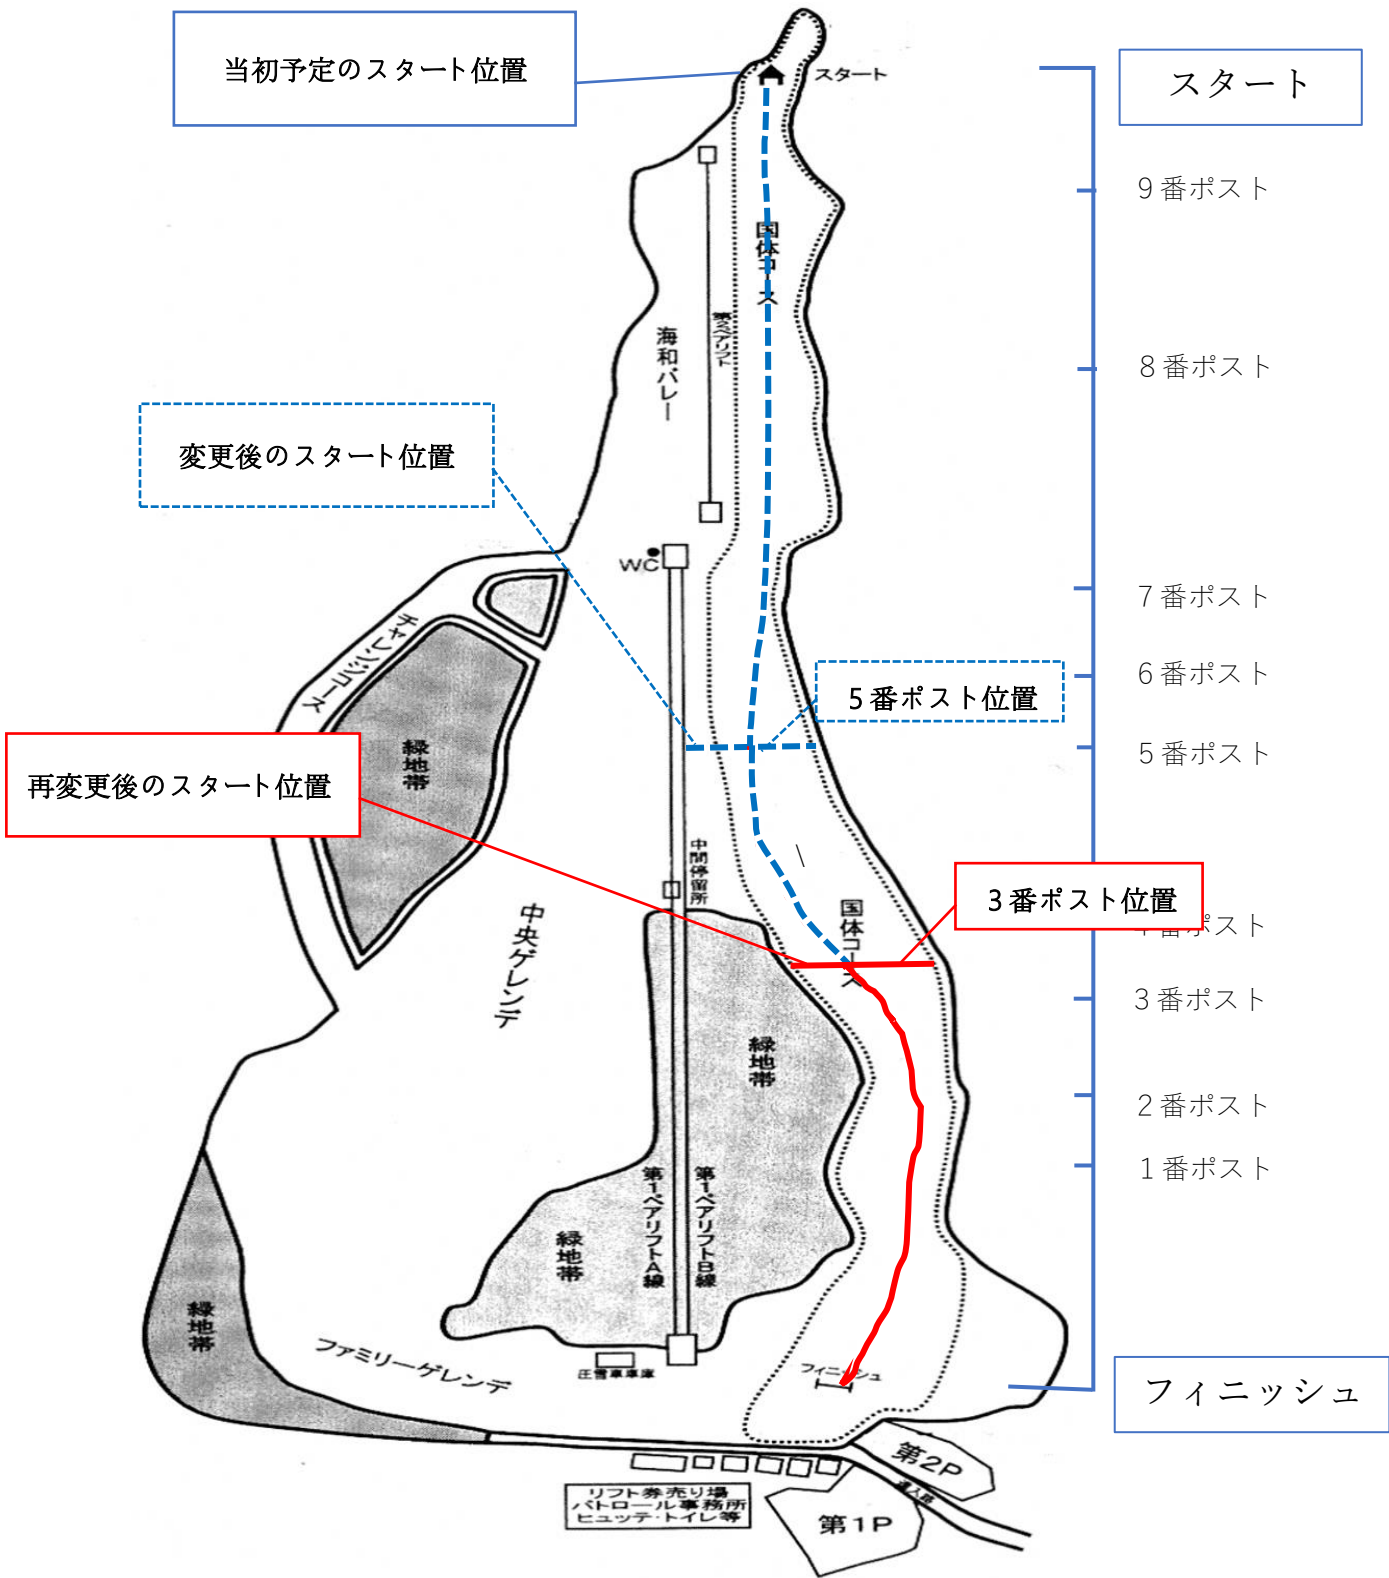 当初予定のスタート位置
スタート
スタート
9番ポスト
国体コース
8番ポスト
第2ペアリフト
海和バレー
変更後のスタート位置
WC
7番ポスト
チャレンジコース
6番ポスト
5番ポスト位置
緑地帯
5番ポスト
再変更後のスタート位置
中間停留所
3番ポスト位置
国体コース
ポスト
中央ゲレンデ
3番ポスト
緑地帯
2番ポスト
1番ポスト
第1ペアリフトA線
第1ペアリフトB線
緑地帯
緑地帯
ファミリーゲレンデ
圧雪車車庫
フィニッシュ
フィニッシュ
第2P
進入路
リフト券売り場
パトロール事務所
ヒュッテ・トイレ等
第1P